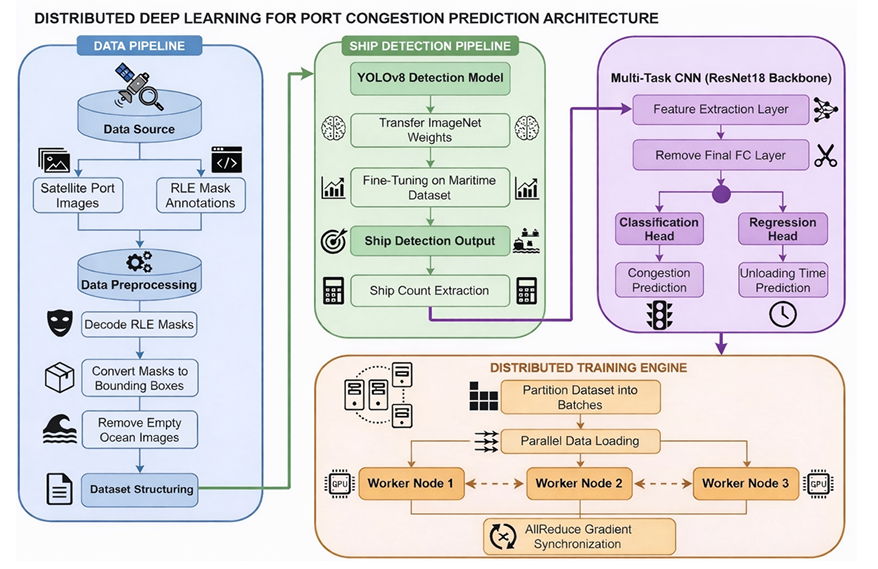 DISTRIBUTED DEEP LEARNING FOR PORT CONGESTION PREDICTION ARCHITECTURE
DATA PIPELINE
Data Source
Satellite Port
Images
RLE Mask
Annotations
Data Preprocessing
Decode RLE Masks
Convert Masks to
Bounding Boxes
Remove Empty
Ocean Images
Dataset Structuring
SHIP DETECTION PIPELINE
YOLOv8 Detection Model
Transfer ImageNet
Weights
Fine-Tuning on Maritime
Dataset
Ship Detection Output
Ship Count Extraction
Multi-Task CNN (ResNet18 Backbone)
Feature Extraction Layer
Remove Final FC Layer
Classification
Head
Regression
Head
Congestion
Prediction
Unloading Time
Prediction
DISTRIBUTED TRAINING ENGINE
Partition Dataset into
Batches
Parallel Data Loading
GPU
Worker Node 1
Worker Node 2
Worker Node 3
GPU
AllReduce Gradient
Synchronization